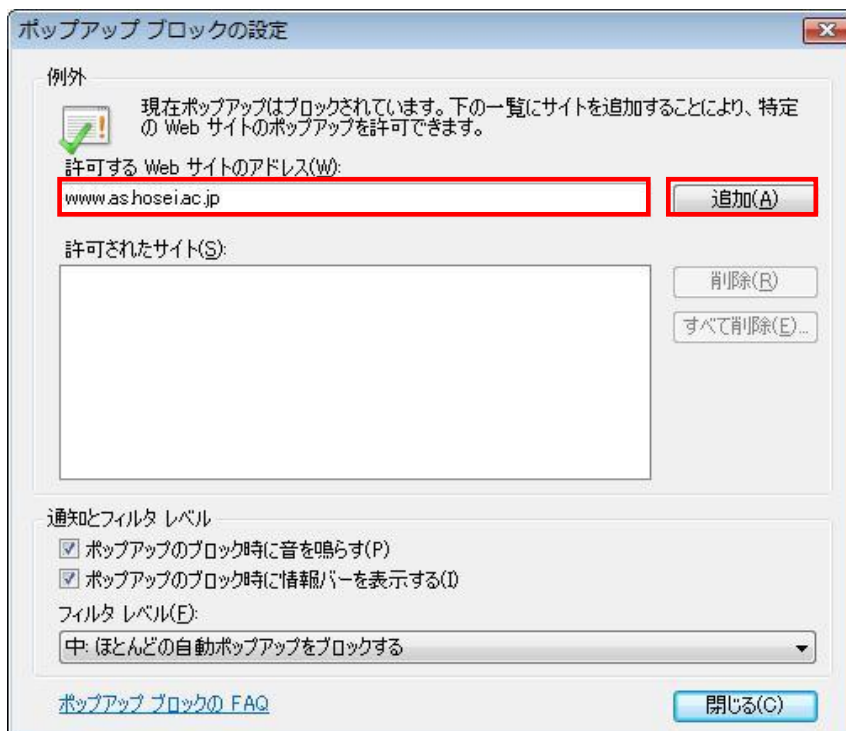 ポップアップ ブロックの設定
例外
現在ポップアップはブロックされています。下の一覧にサイトを追加することにより、特定
の Web サイトのポップアップを許可できます。
許可する Web サイトのアドレス(W):
www.as.hosei.ac.jp
追加(A)
許可されたサイト(S):
削除(R)
すべて削除(E)...
通知とフィルタ レベル
ポップアップのブロック時に音を鳴らす(P)
ポップアップのブロック時に情報バーを表示する(I)
フィルタ レベル(F):
中: ほとんどの自動ポップアップをブロックする
ポップアップ ブロックの FAQ
閉じる(C)